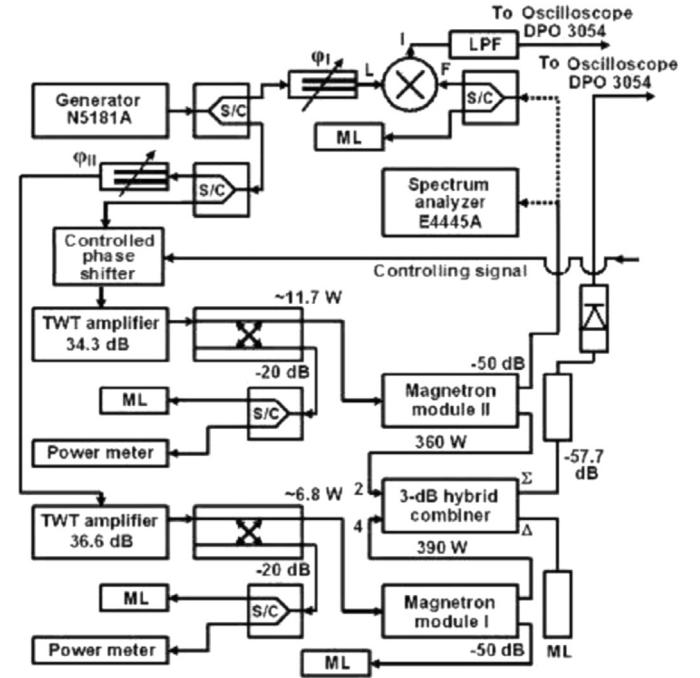 To Oscilloscope
DPO 3054
I
LPF
φI
L
F
To Oscilloscope
DPO 3054
Generator
N5181A
S/C
S/C
ML
φII
S/C
Spectrum
analyzer
E4445A
Controlled
phase
shifter
Controlling signal
~11.7 W
TWT amplifier
34.3 dB
-20 dB
-50 dB
ML
S/C
Magnetron
module II
Power meter
360 W
-57.7
dB
~6.8 W
2
3-dB hybrid
combiner
Σ
TWT amplifier
36.6 dB
4
Δ
-20 dB
390 W
ML
S/C
Magnetron
module I
Power meter
-50 dB
ML
ML